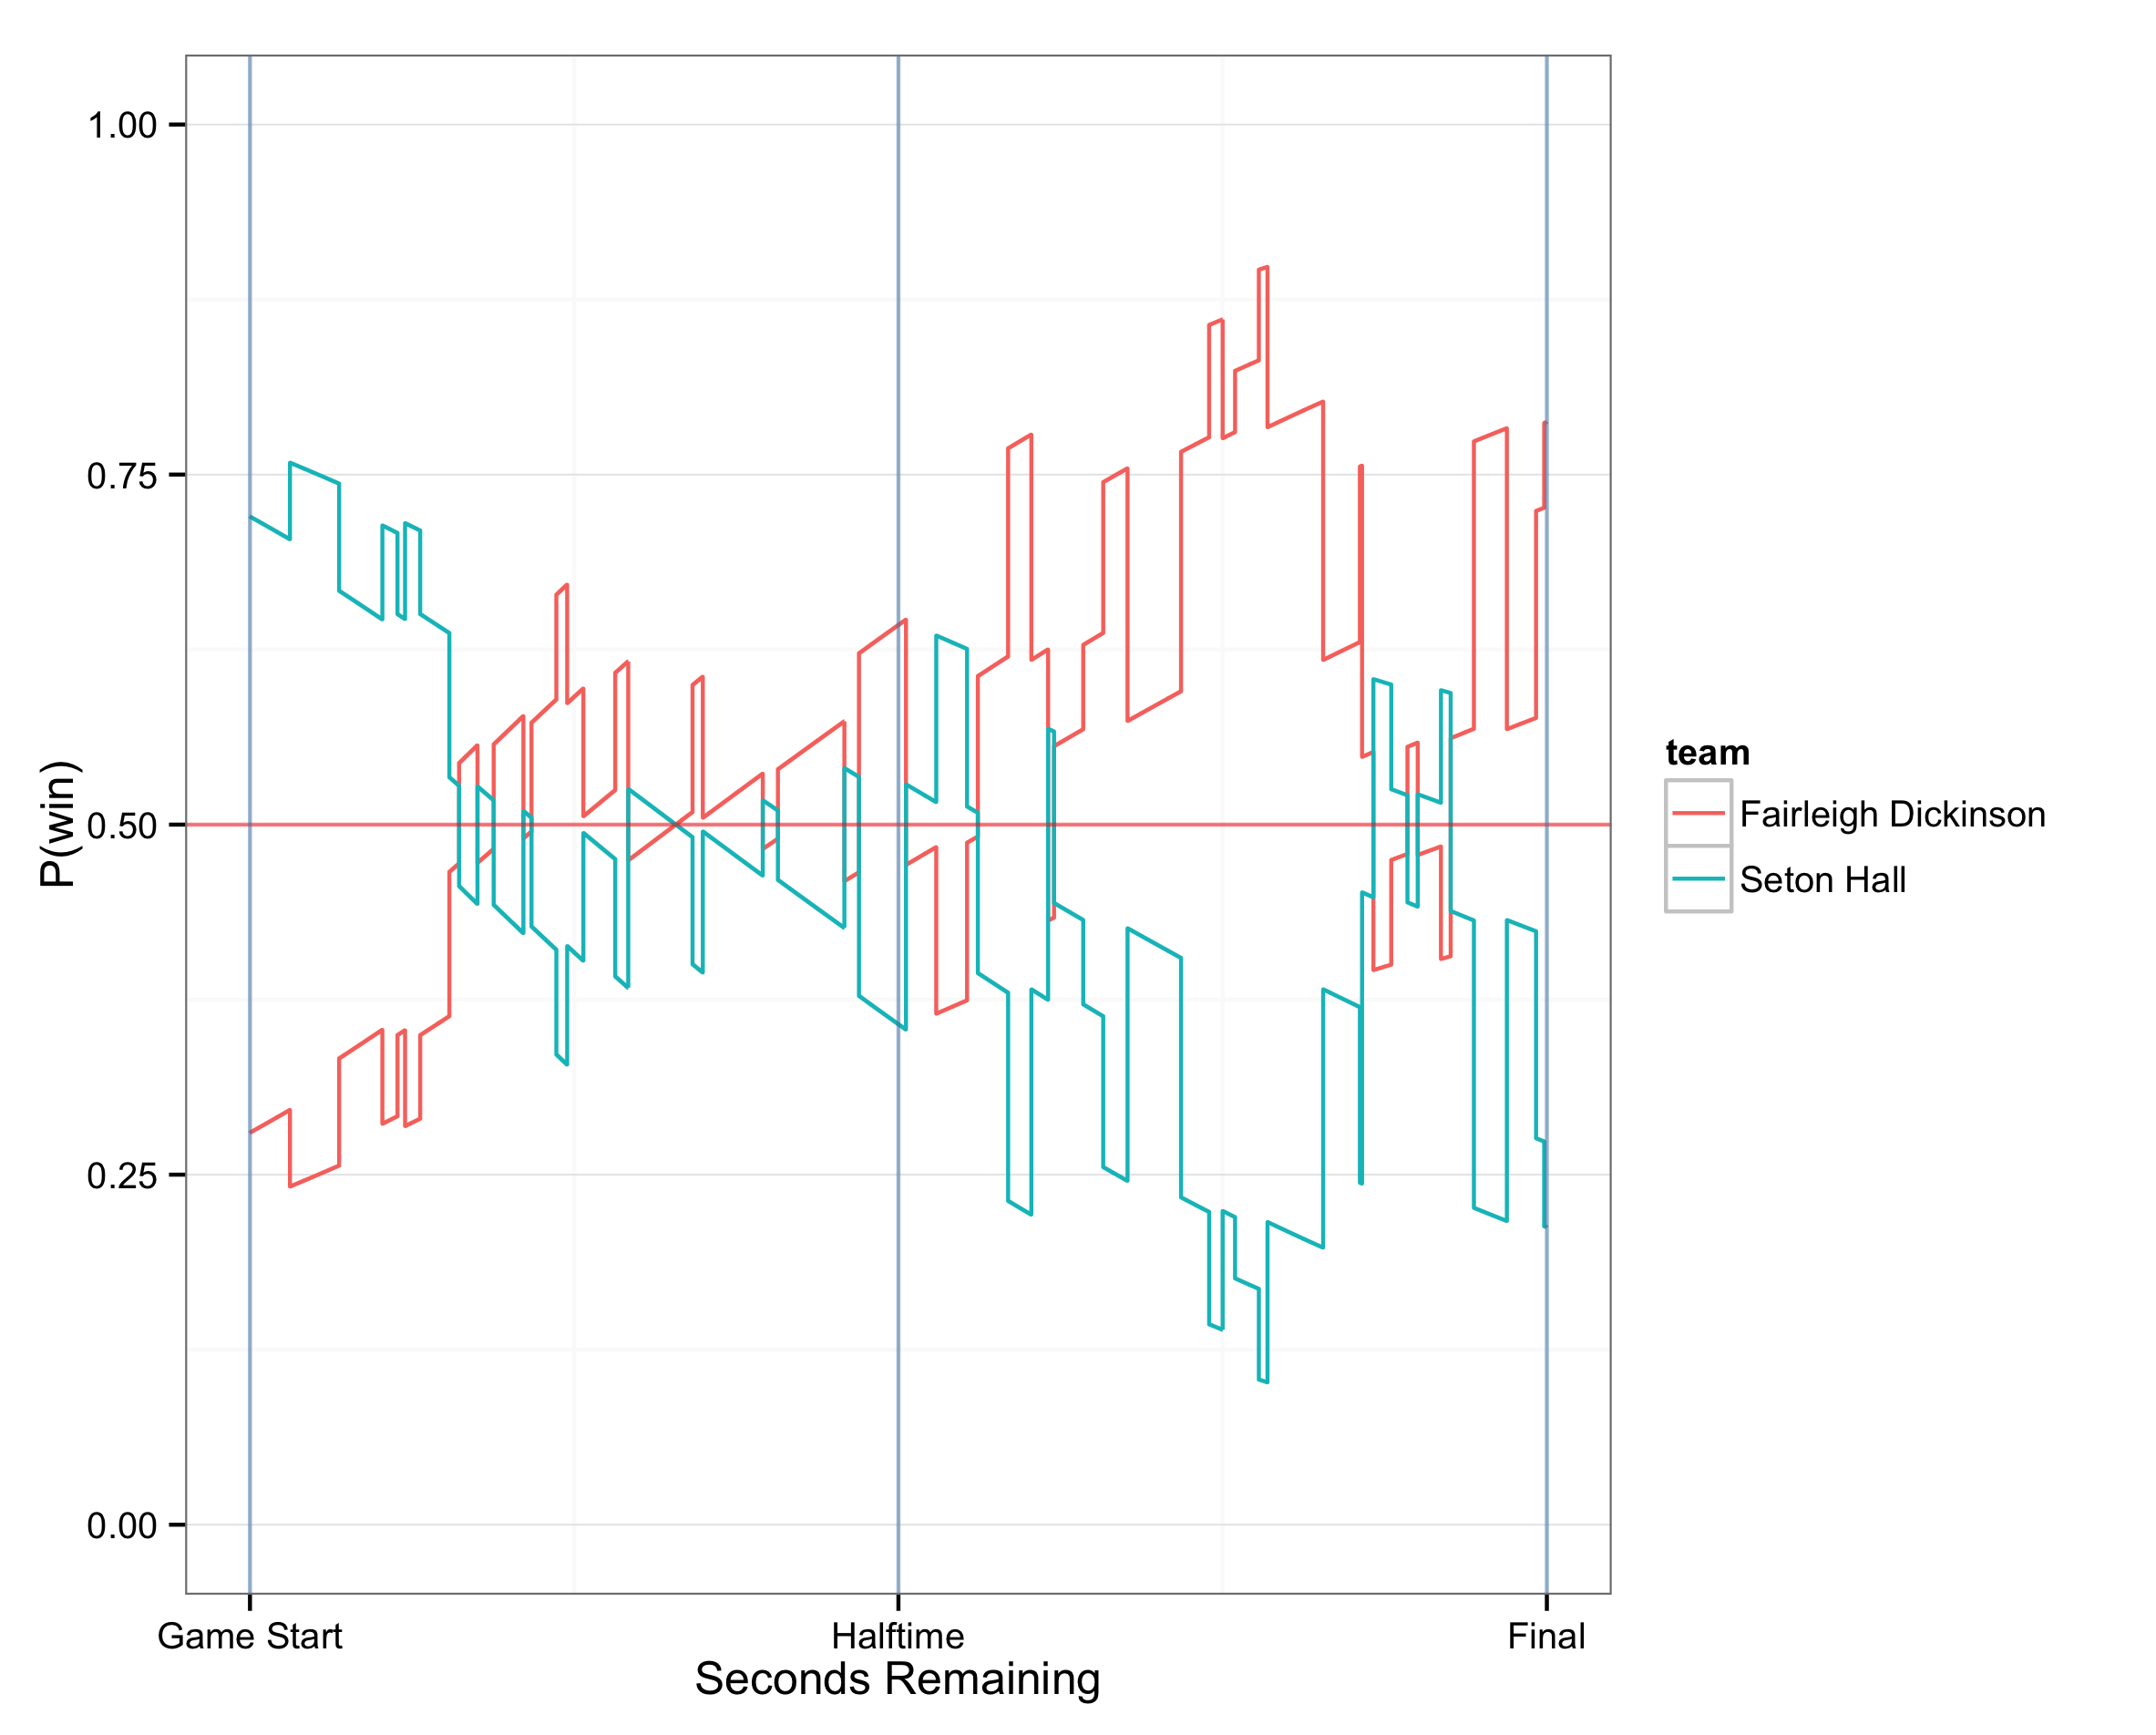 1.00
0.75
0.50
0.25
0.00
P(win)
Game Start
Halftime
Final
Seconds Remaining
team
Fairleigh Dickinson
Seton Hall